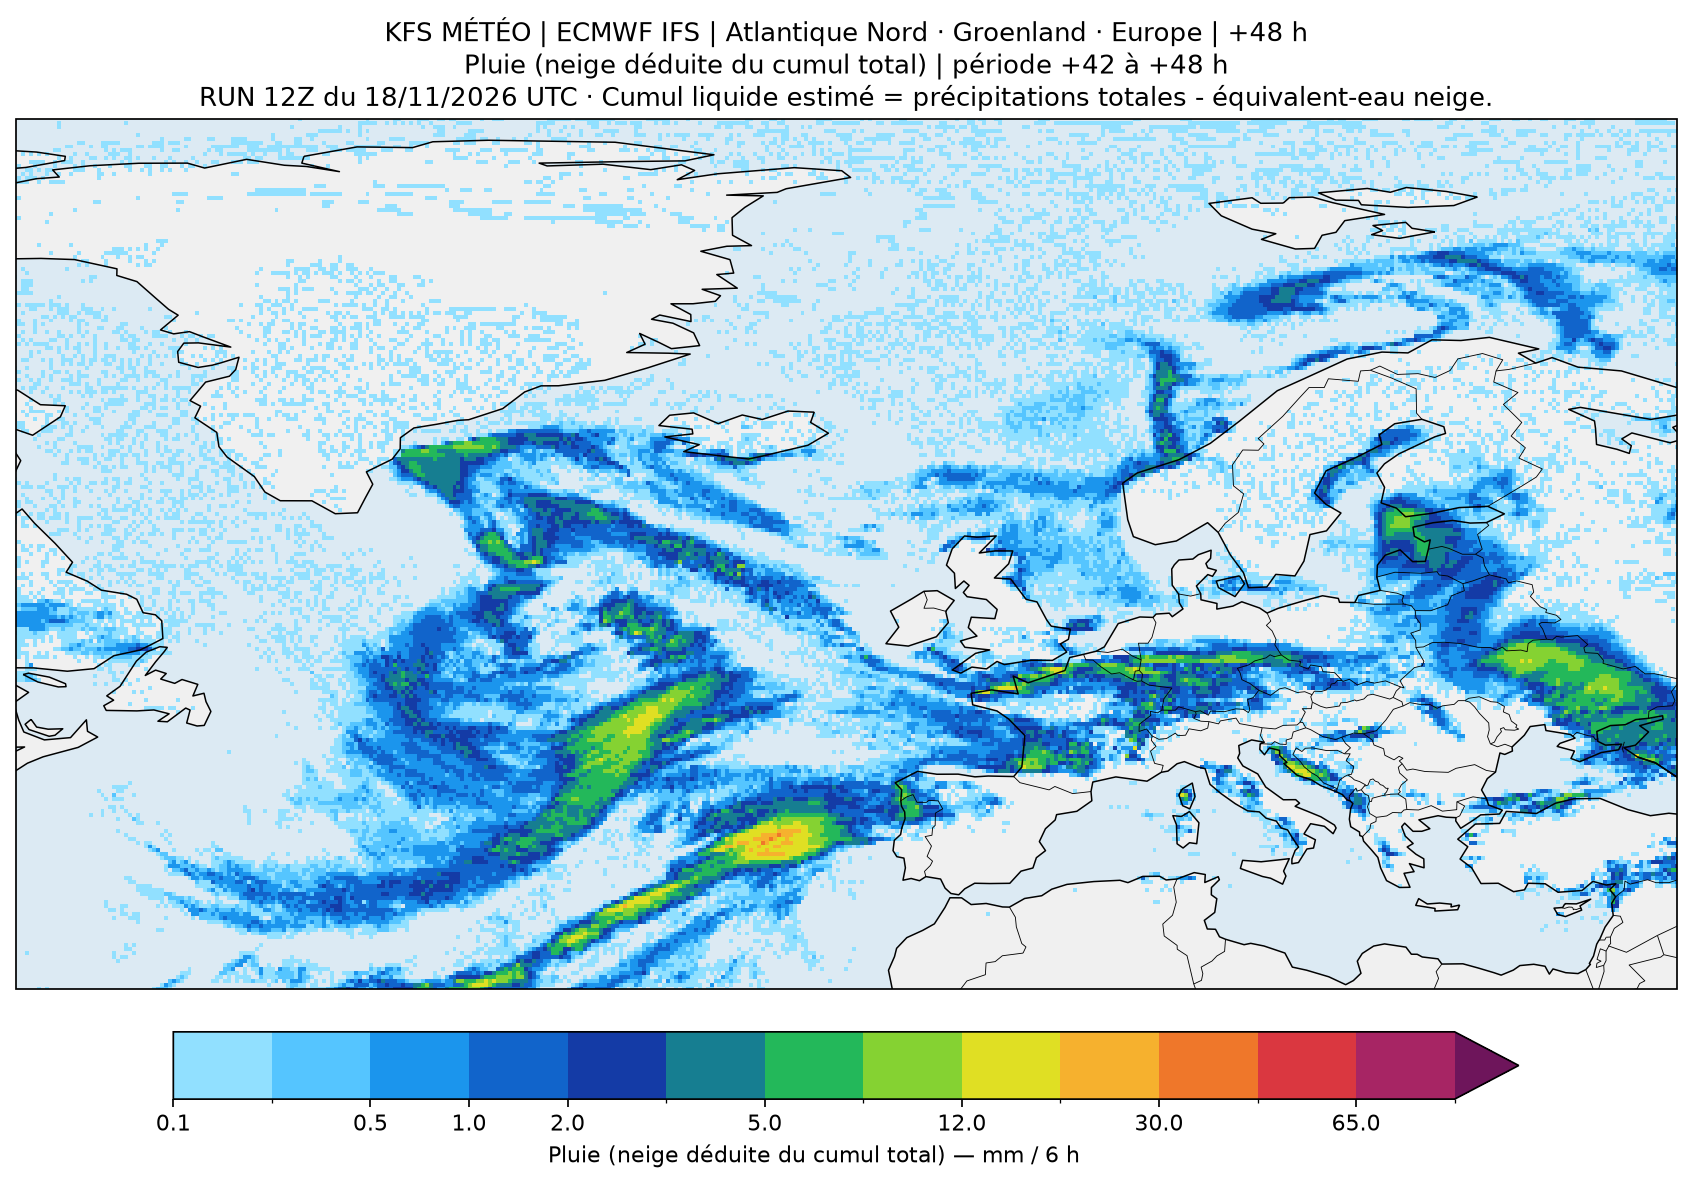 KFS MÉTÉO | ECMWF IFS | Atlantique Nord · Groenland · Europe | +48 h
Pluie (neige déduite du cumul total) | période +42 à +48 h
RUN 12Z du 18/11/2026 UTC · Cumul liquide estimé = précipitations totales - équivalent-eau neige.
0.1 0.5 1.0 2.0 5.0 12.0 30.0 65.0
Pluie (neige déduite du cumul total) — mm / 6 h